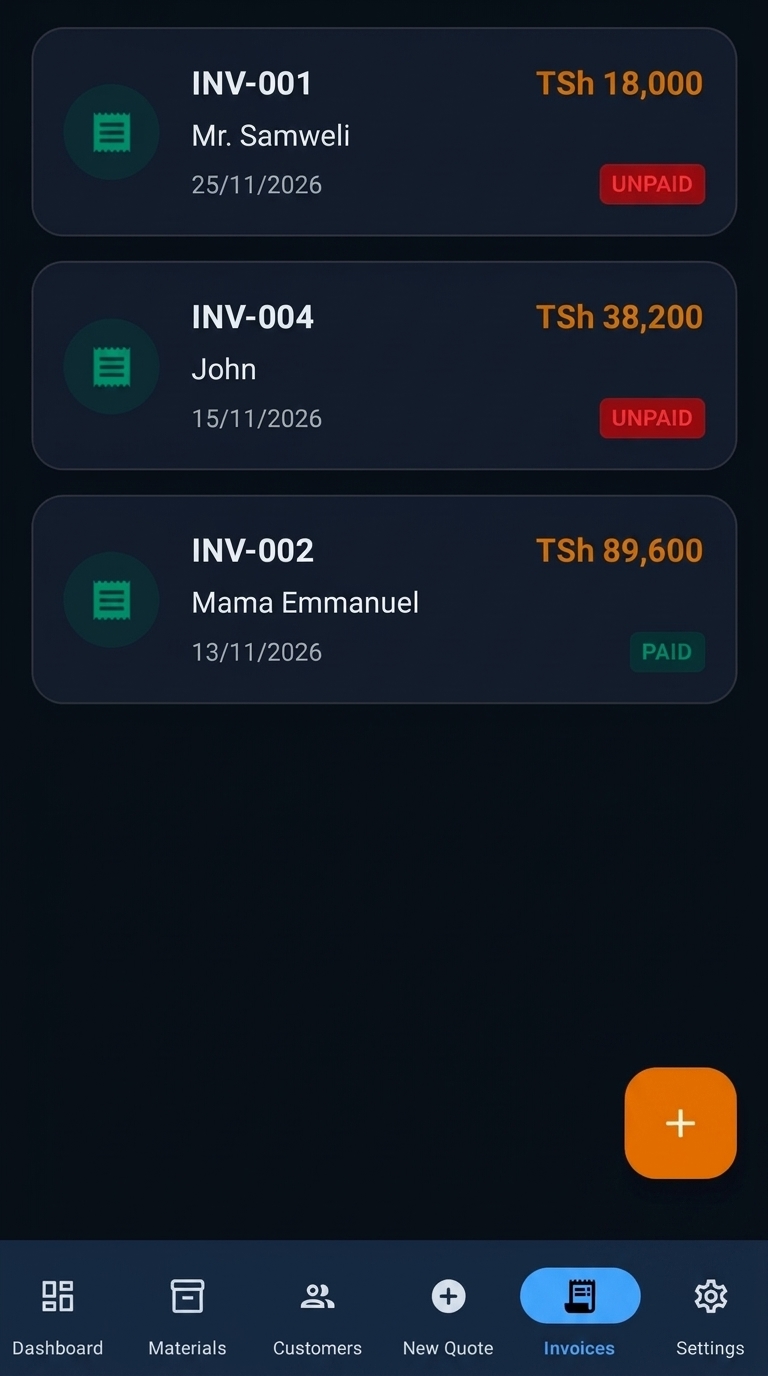 INV-001
TSh 18,000
Mr. Samweli
25/11/2026
UNPAID
INV-004
TSh 38,200
John
15/11/2026
UNPAID
INV-002
TSh 89,600
Mama Emmanuel
13/11/2026
PAID
Dashboard
Materials
Customers
New Quote
Invoices
Settings